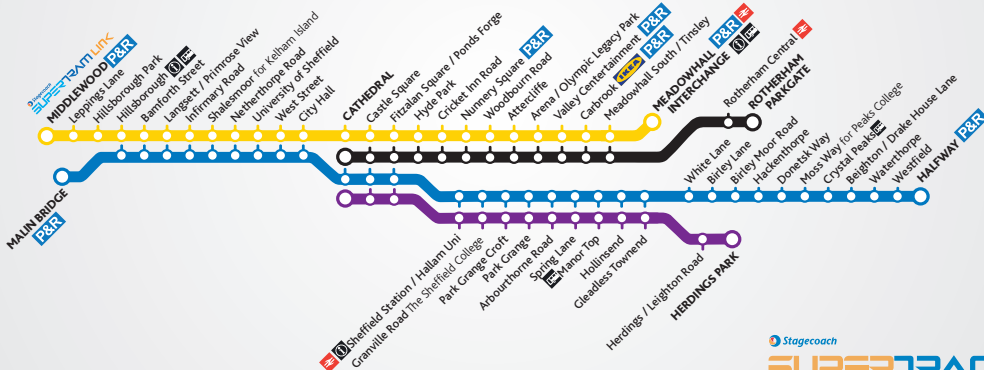 Stagecoach
SUPERTRAM LINK
MIDDLEWOOD P&R
Leppings Lane
Hillsborough Park
Hillsborough
Bamforth Street
Langsett / Primrose View
Infirmary Road
Shalesmoor for Kelham Island
Netherthorpe Road
University of Sheffield
West Street
City Hall
CATHEDRAL
Castle Square
Fitzalan Square / Ponds Forge
Hyde Park
Cricket Inn Road
Nunnery Square P&R
Woodbourn Road
Attercliffe
Arena / Olympic Legacy Park
Valley Entertainment P&R
Carbrook IKEA P&R
Meadowhall South / Tinsley
MEADOWHALL P&R
INTERCHANGE
Rotherham Central
ROTHERHAM
PARKGATE
MALIN BRIDGE
P&R
White Lane
Birley Lane
Birley Moor Road
Hackenthorpe
Donetsk Way
Moss Way for Peaks College
Crystal Peaks
Beighton / Drake House Lane
Waterthorpe
Westfield
HALFWAY P&R
Sheffield Station / Hallam Uni
Granville Road The Sheffield College
Park Grange Croft
Park Grange
Arbourthorne Road
Spring Lane
Manor Top
Hollinsend
Gleadless Townend
Herdings / Leighton Road
HERDINGS PARK
Stagecoach
SUPERTRA